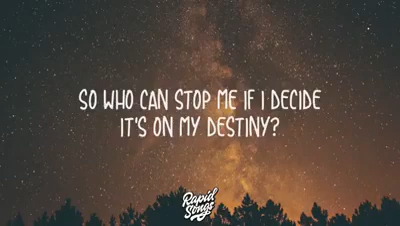 SO WHO CAN STOP ME IF I DECIDE
IT'S ON MY DESTINY?
Rapid
Songs